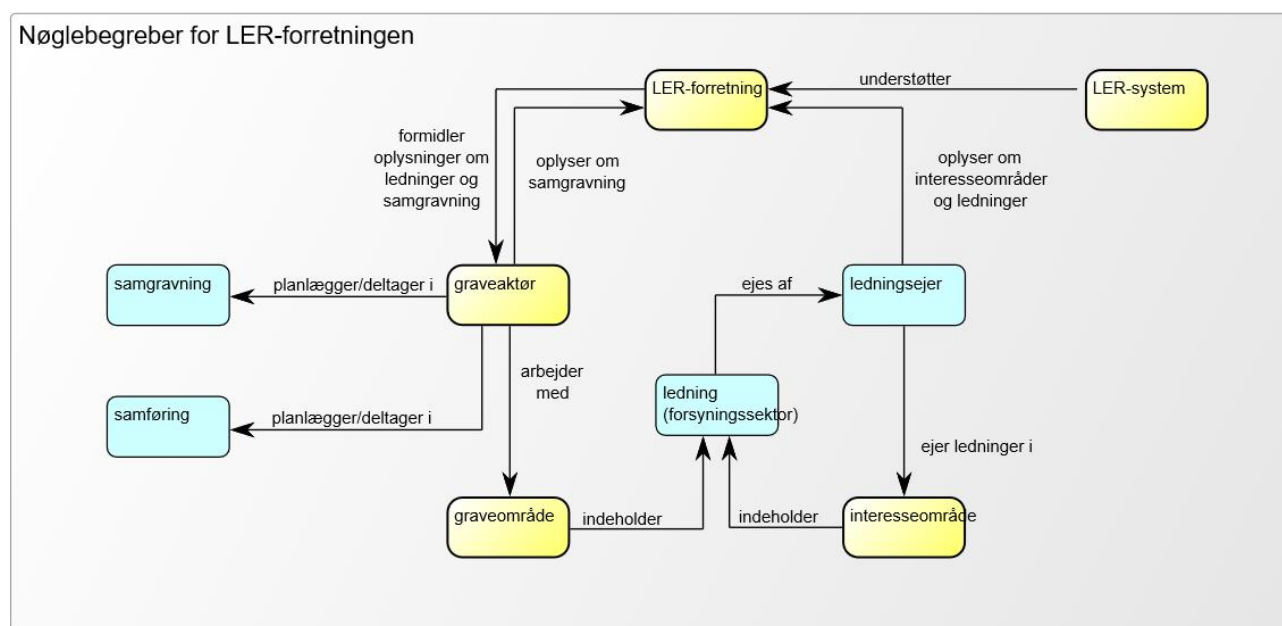 Nøglebegreber for LER-forretningen
LER-forretning
understøtter
LER-system
formidler
oplysninger om
ledninger og
samgravning
oplyser om
samgravning
oplyser om
interesseområder
og ledninger
samgravning
planlægger/deltager i
graveaktør
ejes af
ledningsejer
arbejder
med
ledning
(forsyningssektor)
samføring
planlægger/deltager i
ejer ledninger i
graveområde
indeholder
indeholder
interesseområde